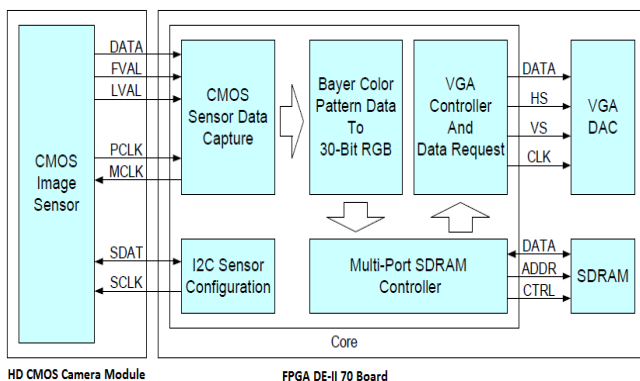 CMOS
Image
Sensor
DATA
FVAL
LVAL
PCLK
MCLK
SDAT
SCLK
CMOS
Sensor Data
Capture
Bayer Color
Pattern Data
To
30-Bit RGB
VGA
Controller
And
Data Request
DATA
HS
VS
CLK
VGA
DAC
I2C Sensor
Configuration
Multi-Port SDRAM
Controller
DATA
ADDR
CTRL
SDRAM
Core
HD CMOS Camera Module
FPGA DE-II 70 Board